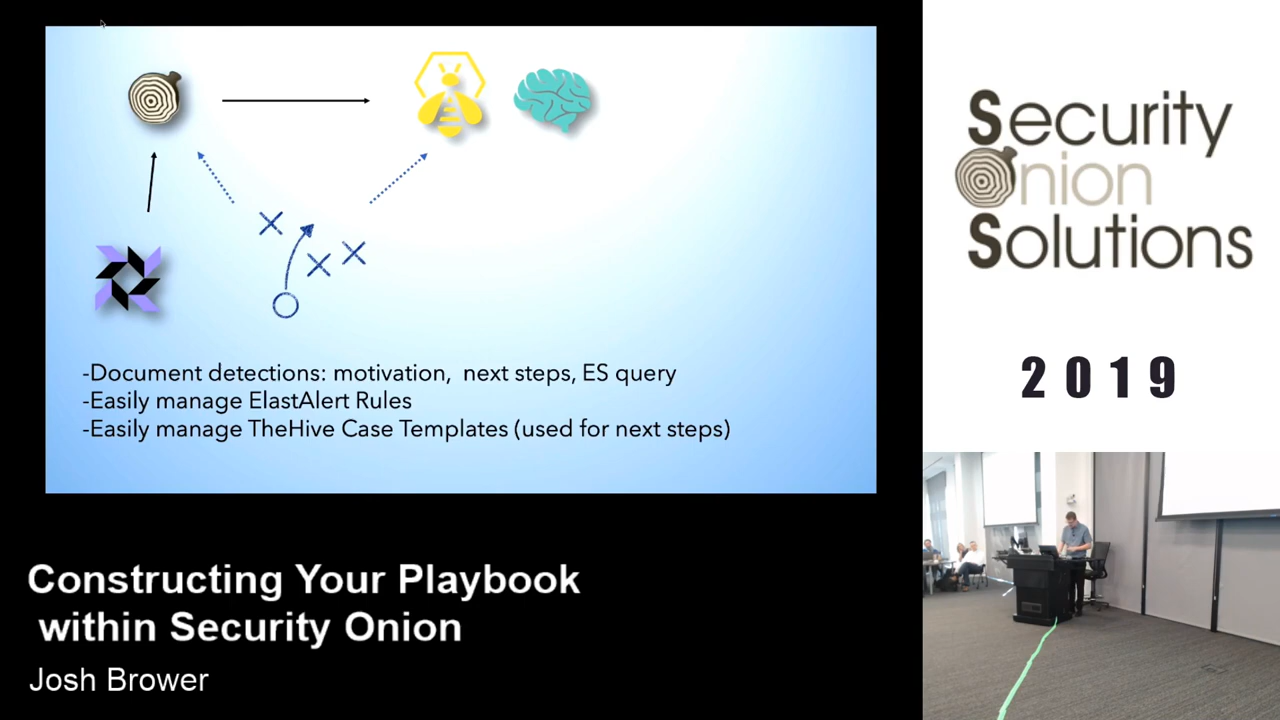 -Document detections: motivation, next steps, ES query
-Easily manage ElastAlert Rules
-Easily manage TheHive Case Templates (used for next steps)
Constructing Your Playbook
within Security Onion
Josh Brower
Security
Onion
Solutions
2019